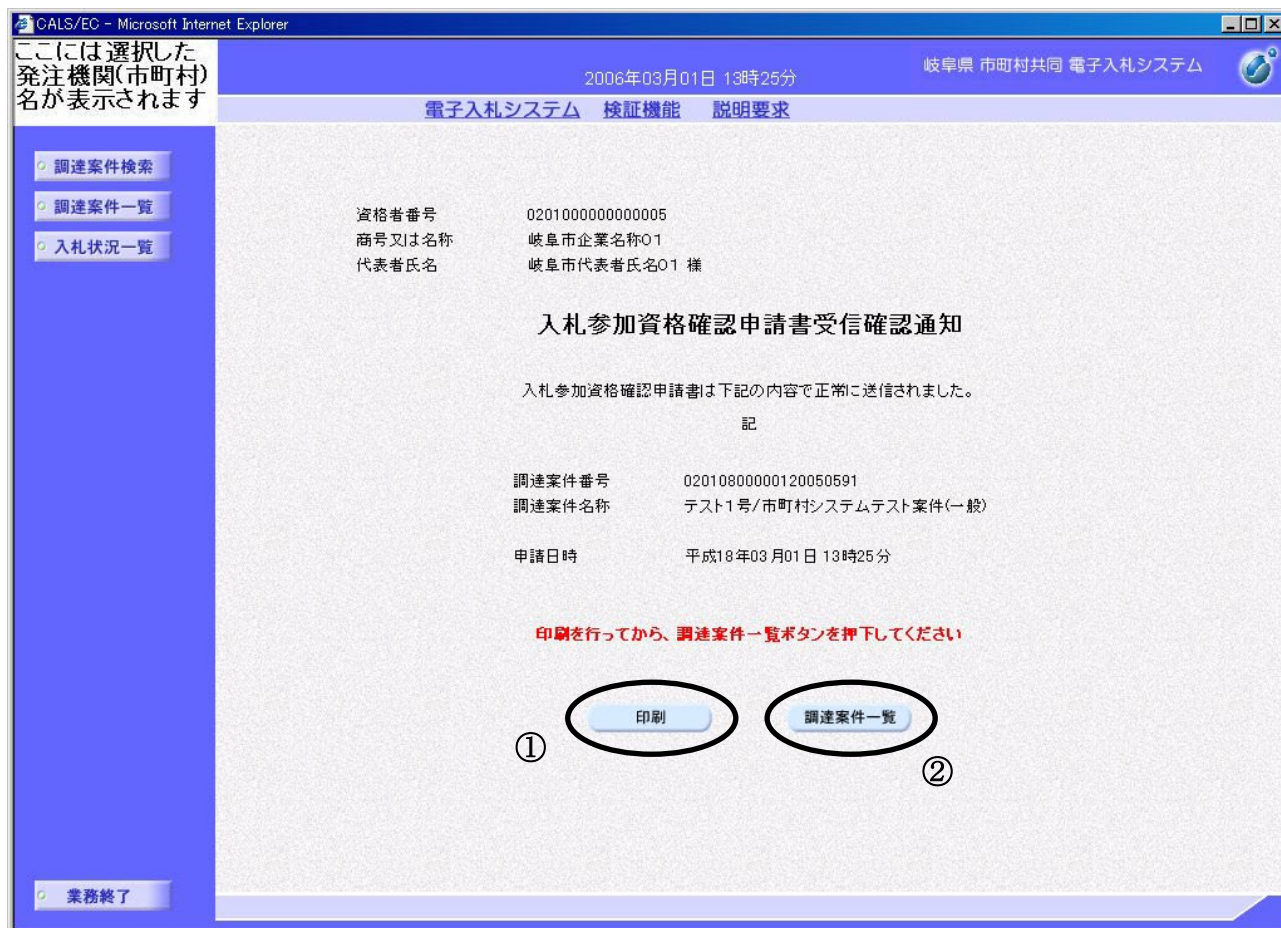 CALS/EC - Microsoft Internet Explorer
ここには選択した
発注機関(市町村)
名が表示されます
2006年03月01日 13時25分
岐阜県 市町村共同 電子入札システム
電子入札システム 検証機能 説明要求
調達案件検索
調達案件一覧
入札状況一覧
資格者番号 0201000000000005
商号又は名称 岐阜市企業名称01
代表者氏名 岐阜市代表者氏名01 様
入札参加資格確認申請書受信確認通知
入札参加資格確認申請書は下記の内容で正常に送信されました。
記
調達案件番号 02010800000120050591
調達案件名称 テスト1号/市町村システムテスト案件(一般)
申請日時 平成18年03月01日 13時25分
印刷を行ってから、調達案件一覧ボタンを押下してください
印刷 調達案件一覧
①
②
業務終了